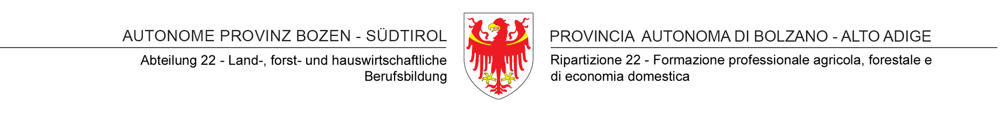 AUTONOME PROVINZ BOZEN - SÜDTIROL
Abteilung 22 - Land-, forst- und hauswirtschaftliche
Berufsbildung
PROVINCIA AUTONOMA DI BOLZANO - ALTO ADIGE
Ripartizione 22 - Formazione professionale agricola, forestale e
di economia domestica